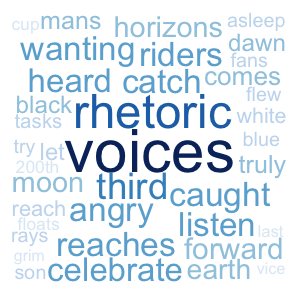 cup mans horizons asleep
wanting riders dawn
fans
heard catch comes
black rhetoric flew
tasks white
try let voices blue
200th truly
moon third caught
reach angry listen
floats last
rays reaches forward
grim
son celebrate earth vice